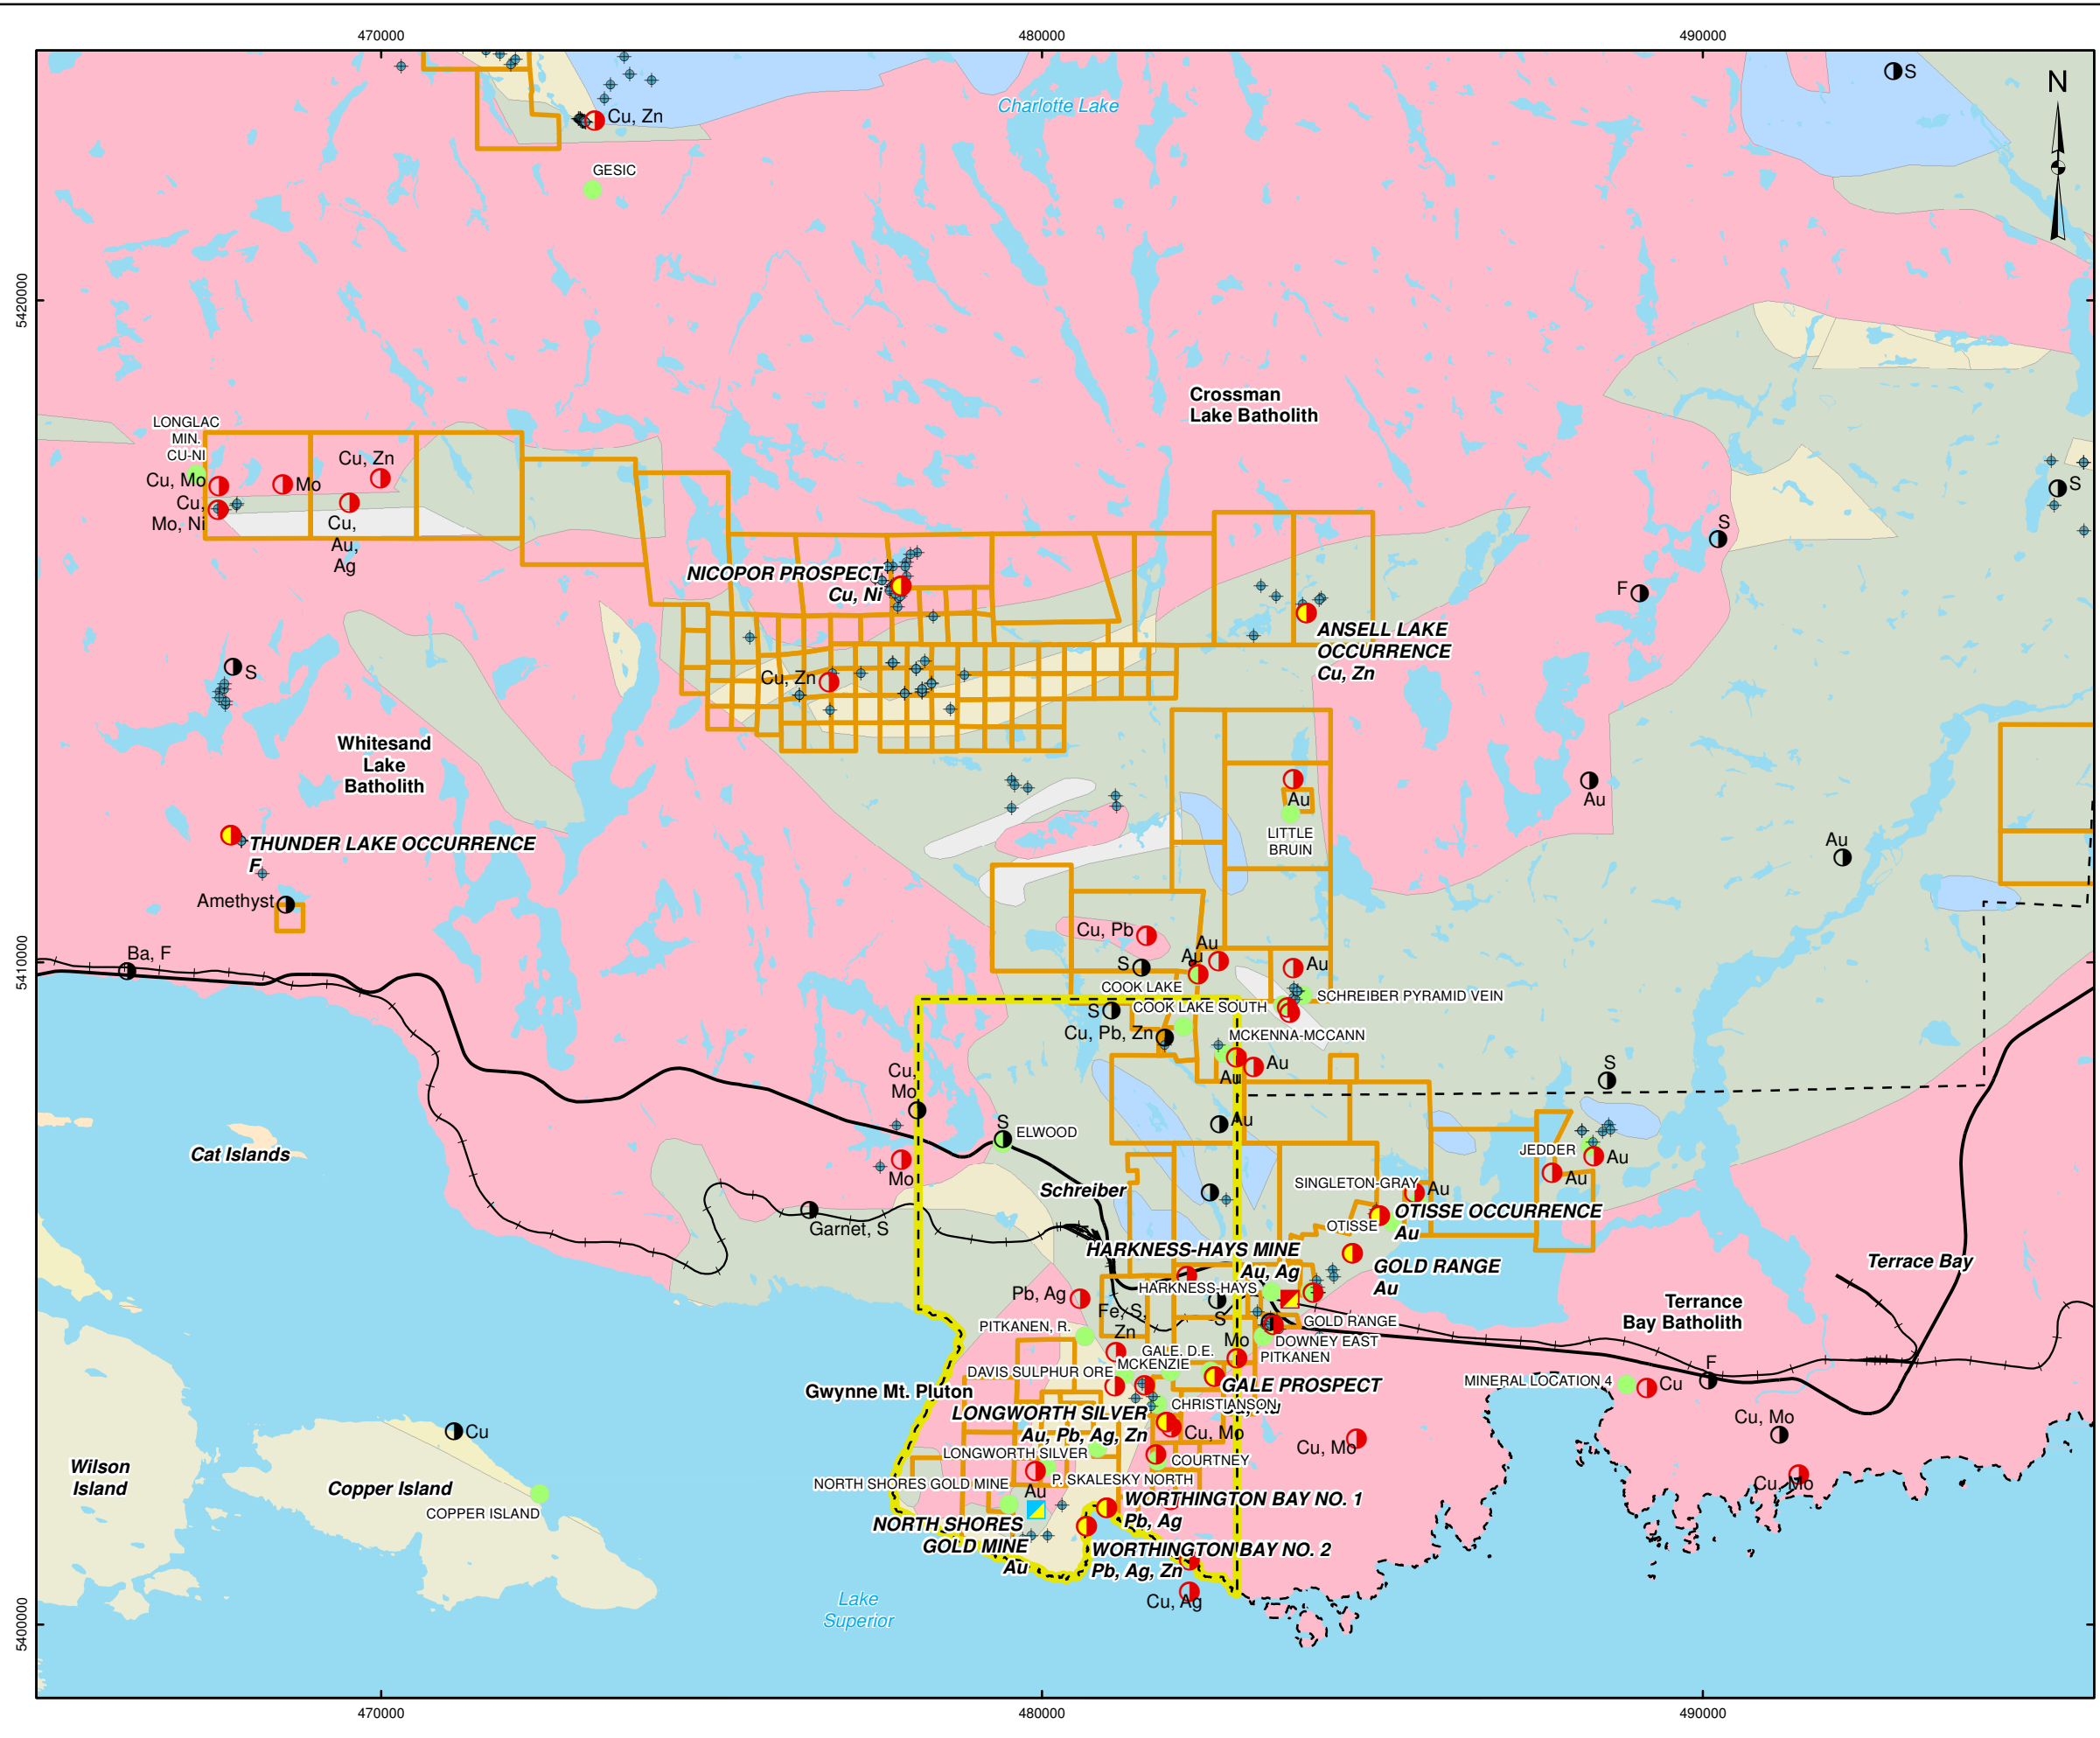 470000
480000
490000
N
S
Charlotte Lake
Cu, Zn
GESIC
5420000
Crossman
Lake Batholith
LONGLAC
MIN.
CU-NI
Cu, Zn
Cu, Mo
Mo
Cu,
Mo, Ni
Cu,
Au,
Ag
S
S
F
NICOPOR PROSPECT
Cu, Ni
ANSELL LAKE
OCCURRENCE
Cu, Zn
S
Cu, Zn
Whitesand
Lake
Batholith
Au
LITTLE
BRUIN
Au
Au
THUNDER LAKE OCCURRENCE
F
Amethyst
Cu, Pb
Au
Au
S
Au
Ba, F
5410000
COOK LAKE
SCHREIBER PYRAMID VEIN
S
COOK LAKE SOUTH
Cu, Pb, Zn
MCKENNA-MCCANN
Au
Au
S
Cu,
Mo
Au
S
ELWOOD
Cat Islands
JEDDER
Au
Au
Mo
Schreiber
SINGLETON-GRAY
Au
OTISSE OCCURRENCE
Au
OTISSE
Garnet, S
HARKNESS-HAYS MINE
Au, Ag
GOLD RANGE
Au
Terrace Bay
HARKNESS-HAYS
Pb, Ag
Fe, S,
Zn
S
GOLD RANGE
Terrance
Bay Batholith
PITKANEN, R.
Mo
DOWNEY EAST
GALE. D.E.
PITKANEN
MCKENZIE
DAVIS SULPHUR ORE
F
MINERAL LOCATION 4
Cu
Gwynne Mt. Pluton
GALE PROSPECT
CHRISTIANSON
LONGWORTH SILVER
Au, Pb, Ag, Zn
Cu, Mo
Cu, Mo
Cu, Mo
Cu
LONGWORTH SILVER
COURTNEY
Wilson
Island
Copper Island
COPPER ISLAND
NORTH SHORES GOLD MINE
P. SKALESKY NORTH
Au
Cu, Mo
WORTHINGTON BAY NO. 1
Pb, Ag
NORTH SHORES
GOLD MINE
Au
WORTHINGTON BAY NO. 2
Pb, Ag, Zn
Cu, Ag
Lake
Superior
5400000
470000
480000
490000